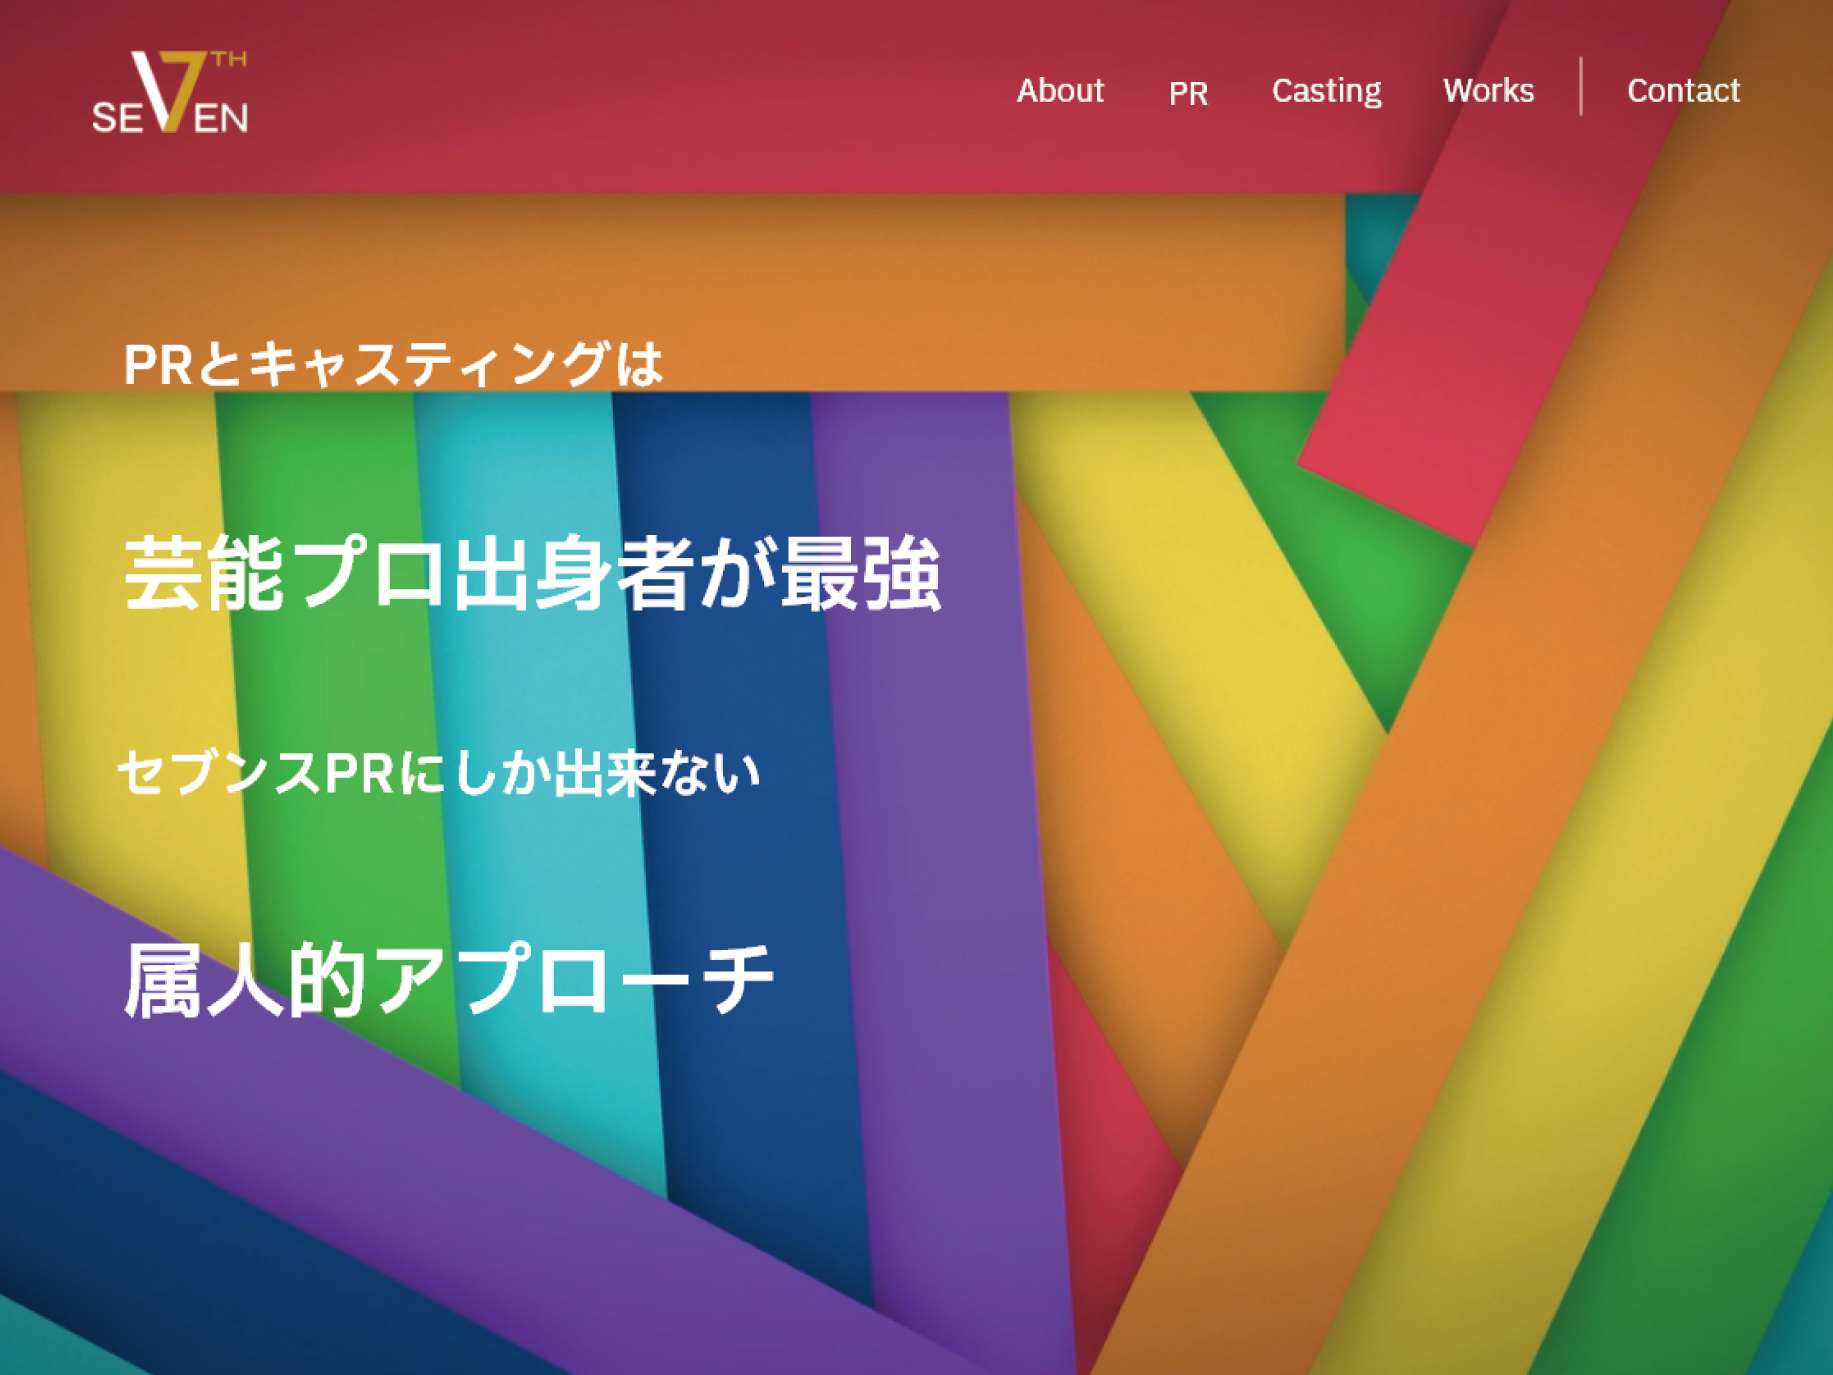 SEVEN 7TH
About
PR
Casting
Works
Contact
PRとキャスティングは
芸能プロ出身者が最強
セブンスPRにしか出来ない
属人的アプローチ